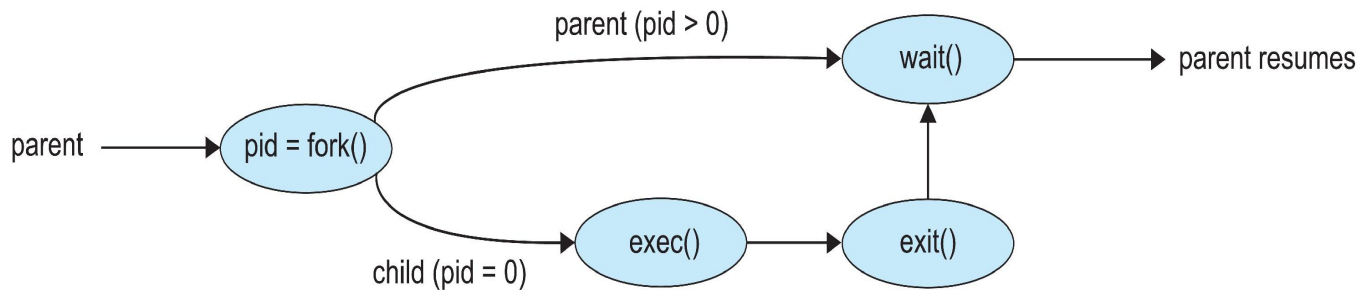 parent (pid > 0)
wait()
parent resumes
parent
pid = fork()
exec()
exit()
child (pid = 0)